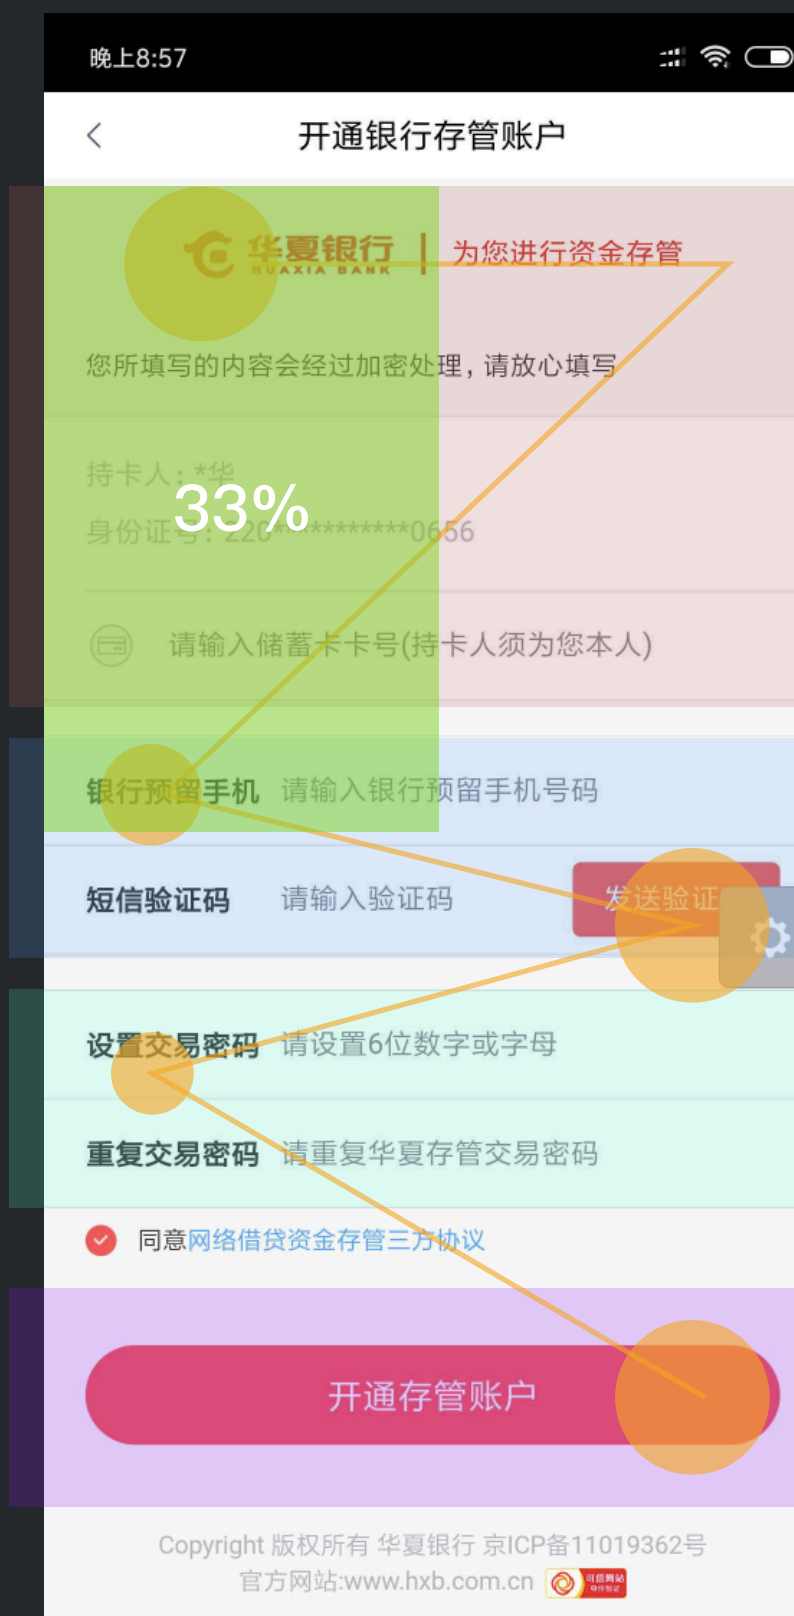 晚上8:57
开通银行存管账户
华夏银行 | 为您进行资金存管
HUAXIA BANK
您所填写的内容会经过加密处理，请放心填写
持卡人：*华
33%
身份证号：220***********0656
请输入储蓄卡卡号(持卡人须为您本人)
银行预留手机 请输入银行预留手机号码
短信验证码 请输入验证码 发送验证
设置交易密码 请设置6位数字或字母
重复交易密码 请重复华夏存管交易密码
同意网络借贷资金存管三方协议
开通存管账户
Copyright 版权所有 华夏银行 京ICP备11019362号
官方网站:www.hxb.com.cn 可信网站
身份验证